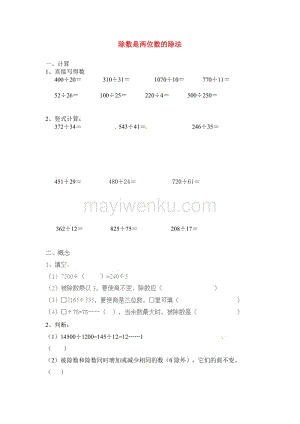 除数是两位数的除法
一、计算
1、直接写得数
400÷20＝ 310÷31＝ 1070÷10＝ 770÷11＝
52÷26＝ 100÷25＝ 220÷4＝ 500÷250＝
2、竖式计算：
372÷34＝ 543÷41＝ 246÷35＝
451÷29＝ 480÷24＝ 720÷61＝
mayiwenku.com
362÷12＝ 825÷75＝ 208÷17＝
二、概念
1、填空：
（1）7200÷（ ）=240÷5
（2）被除数乘以3，要使商不变，除数应（ ）
（3）□2165÷335，要使商是三位数，□里可填（ ）
（4）□÷76=76……□，当余数最大时，被除数是（ ）
2、判断：
（1）14500÷1200=145÷12=12……1
（ ）
（2）被除数和除数同时增加或减少相同的数（0除外），它们的商不变。
（ ）